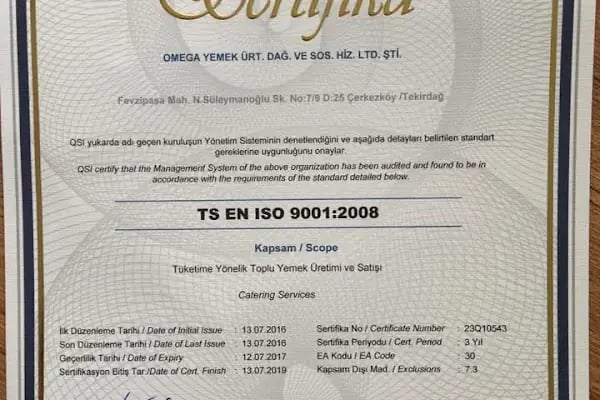 Sertifika
OMEGA YEMEK ÜRT. DAĞ. VE SOS. HİZ. LTD. ŞTİ.
Fevzipaşa Mah. N.Süleymanoğlu Sk. No:7/9 D:25 Çerkezköy /Tekirdağ
QSI yukarda adı geçen kuruluşun Yönetim Sisteminin denetlendiğini ve aşağıda detayları belirtilen standart
gereklerine uygunluğunu onaylar.
QSI certify that the Management System of the above organization has been audited and found to be in
accordance with the requirements of the standard detailed below.
TS EN ISO 9001:2008
Kapsam / Scope
Tüketime Yönelik Toplu Yemek Üretimi ve Satışı
Catering Services
İlk Düzenleme Tarihi / Date of Initial Issue : 13.07.2016 Sertifika No / Certificate Number : 23Q10543
Son Düzenleme Tarihi / Date of Last Issue : 13.07.2016 Sertifika Periyodu / Cert. Period : 3 Yıl
Geçerlilik Tarihi / Date of Expiry : 12.07.2017 EA Kodu / EA Code : 30
Sertifikasyon Bitiş Tar./Date of Cert. Finish : 13.07.2019 Kapsam Dışı Mad. / Exclusions : 7.3